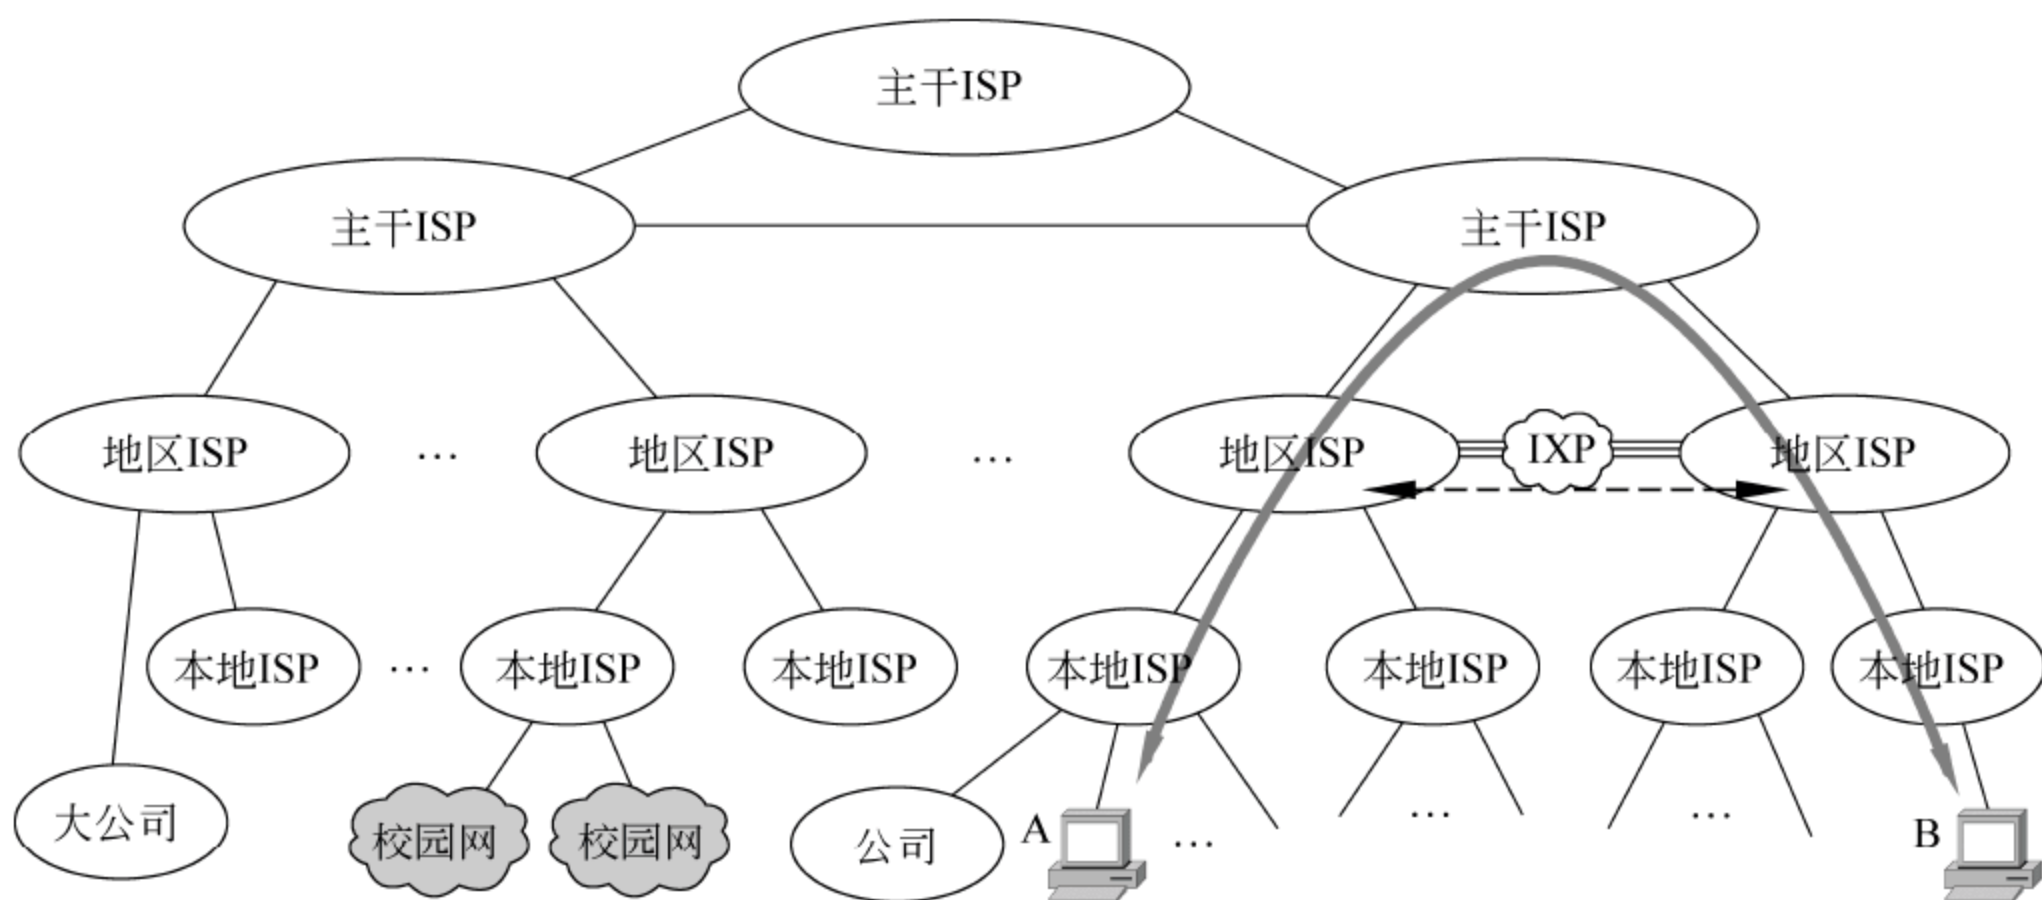 主干ISP
主干ISP
主干ISP
地区ISP
…
地区ISP
…
地区ISP
IXP
地区ISP
本地ISP
…
本地ISP
本地ISP
本地ISP
本地ISP
本地ISP
本地ISP
大公司
校园网
校园网
公司
A
…
…
…
B